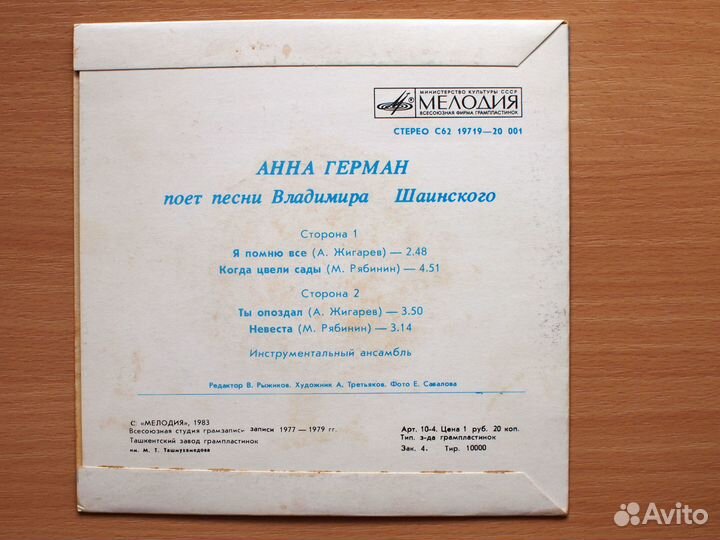 МИНИСТЕРСТВО КУЛЬТУРЫ СССР
МЕЛОДИЯ
ВСЕСОЮЗНАЯ ФИРМА ГРАМПЛАСТИНОК
СТЕРЕО С62 19719—20 001
АННА ГЕРМАН
поет песни Владимира Шаинского
Сторона 1
Я помню все (А. Жигарев) — 2.48
Когда цвели сады (М. Рябинин) — 4.51
Сторона 2
Ты опоздал (А. Жигарев) — 3.50
Невеста (М. Рябинин) — 3.14
Инструментальный ансамбль
Редактор В. Рыжиков. Художник А. Третьяков. Фото Е. Савалова
С: «МЕЛОДИЯ», 1983
Всесоюзная студия грамзаписи записи 1977—1979 гг.
Ташкентский завод грампластинок
им. М. Т. Ташмухамедова
Арт. 10-4. Цена 1 руб. 20 коп.
Тип. з-да грампластинок
Зак. 4. Тир. 10000
Avito